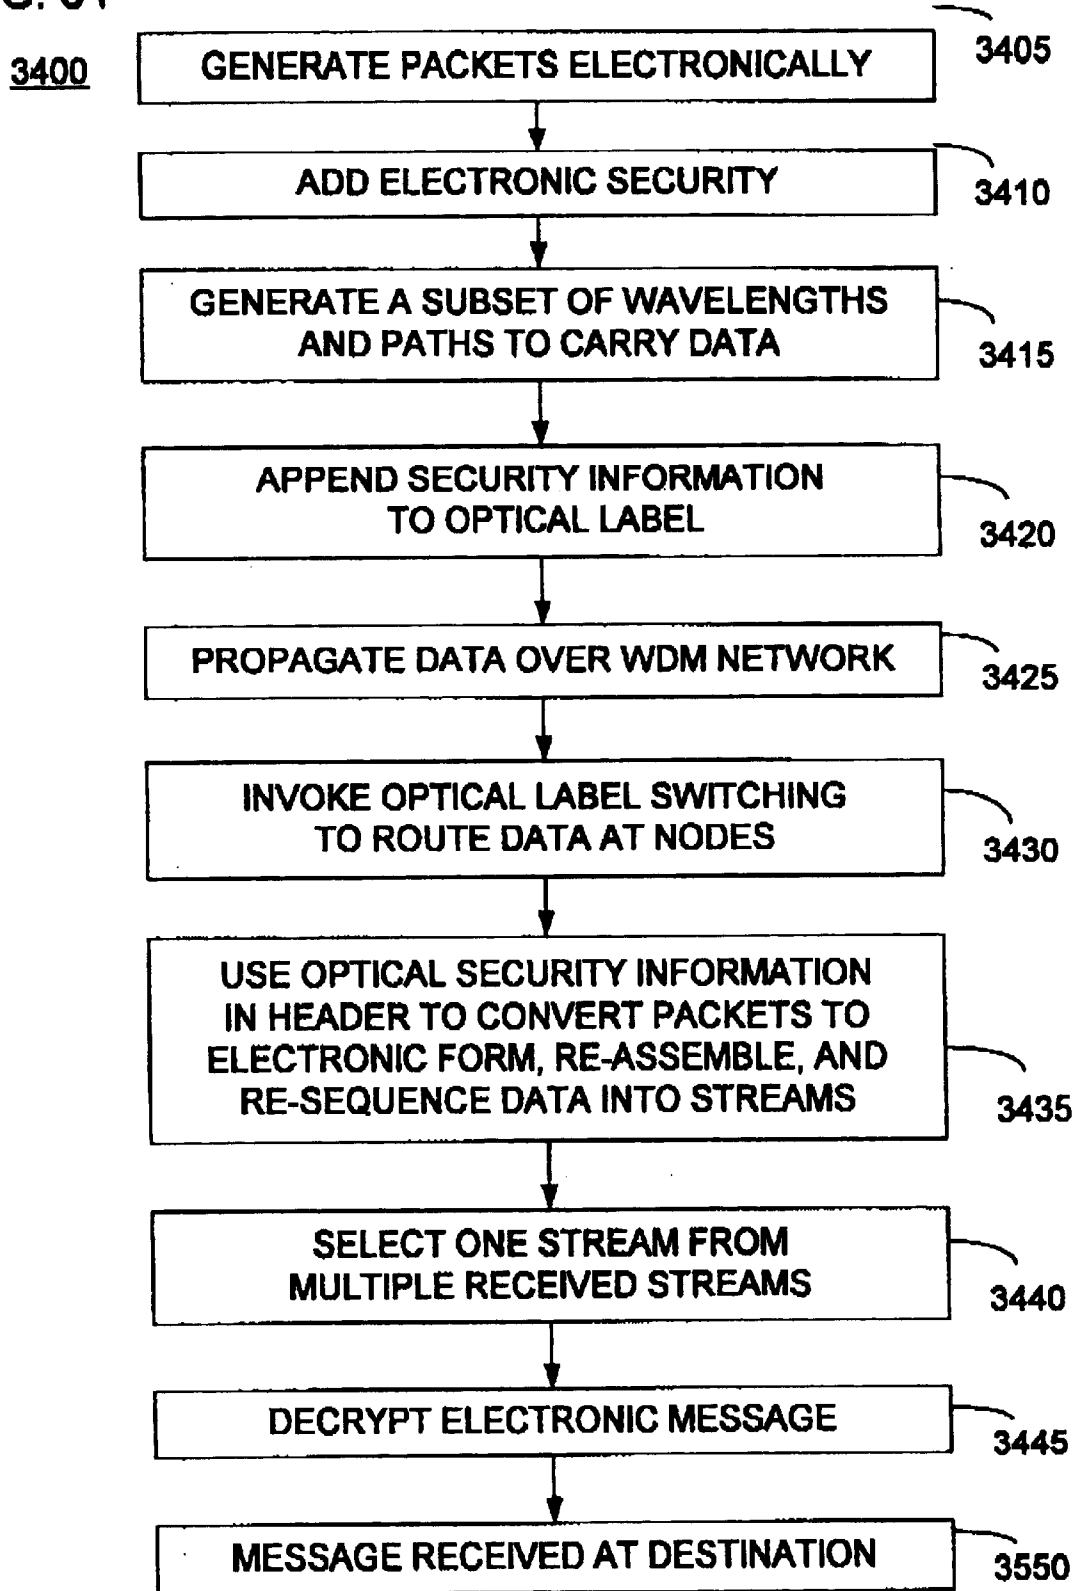 3400
GENERATE PACKETS ELECTRONICALLY
3405
ADD ELECTRONIC SECURITY
3410
GENERATE A SUBSET OF WAVELENGTHS
AND PATHS TO CARRY DATA
3415
APPEND SECURITY INFORMATION
TO OPTICAL LABEL
3420
PROPAGATE DATA OVER WDM NETWORK
3425
INVOKE OPTICAL LABEL SWITCHING
TO ROUTE DATA AT NODES
3430
USE OPTICAL SECURITY INFORMATION
IN HEADER TO CONVERT PACKETS TO
ELECTRONIC FORM, RE-ASSEMBLE, AND
RE-SEQUENCE DATA INTO STREAMS
3435
SELECT ONE STREAM FROM
MULTIPLE RECEIVED STREAMS
3440
DECRYPT ELECTRONIC MESSAGE
3445
MESSAGE RECEIVED AT DESTINATION
3550